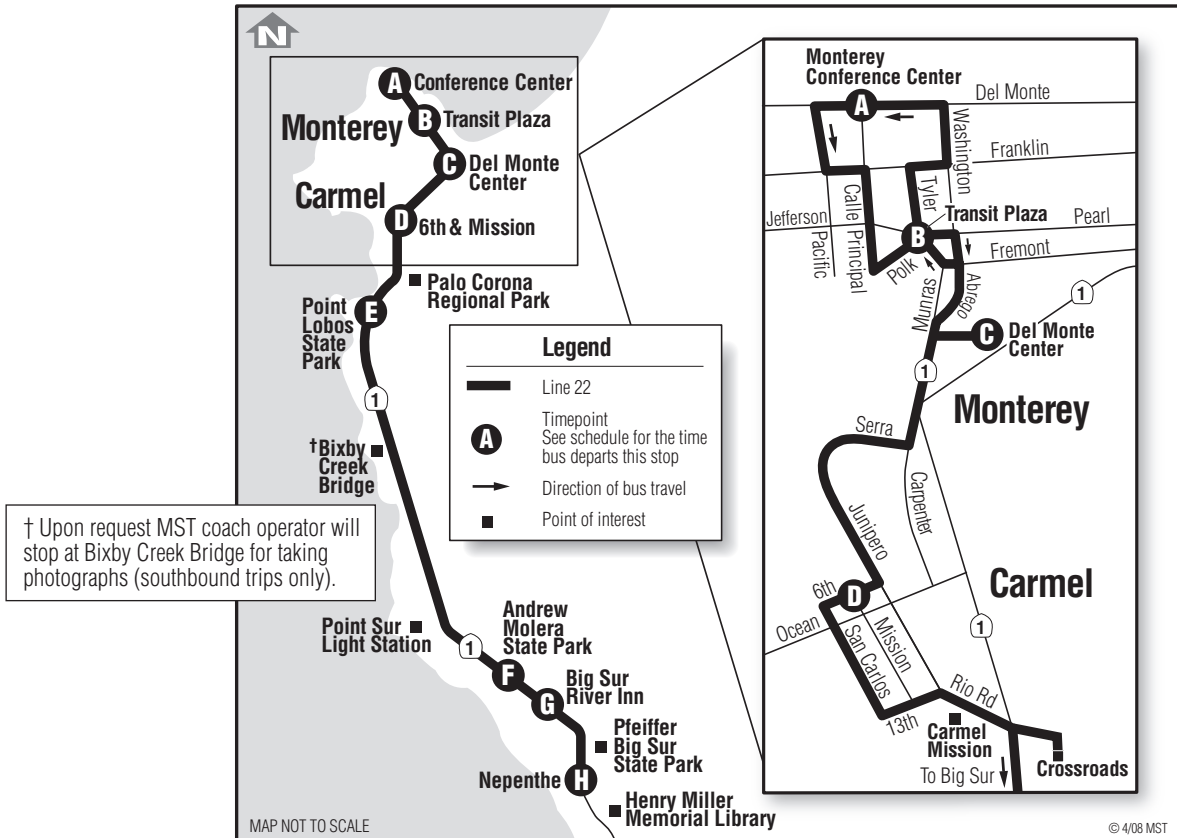 N
A Conference Center
Monterey
B Transit Plaza
C Del Monte
Center
Carmel
D 6th & Mission
Palo Corona
Regional Park
Point
Lobos
State
Park
E
1
†Bixby
Creek
Bridge
† Upon request MST coach operator will
stop at Bixby Creek Bridge for taking
photographs (southbound trips only).
Point Sur
Light Station
1
Andrew
Molera
State Park
F
Big Sur
River Inn
G
Pfeiffer
Big Sur
State Park
Nepenthe H
Henry Miller
Memorial Library
MAP NOT TO SCALE
Legend
Line 22
A
Timepoint
See schedule for the time
bus departs this stop
Direction of bus travel
Point of interest
Monterey
Conference Center
A
Del Monte
Washington
Franklin
Tyler
Jefferson
Pacific
Calle Principal
Transit Plaza
B
Pearl
Polk
Fremont
Munras
Abrego
1
C Del Monte
Center
1
Monterey
Serra
Carpenter
Junipero
Carmel
6th
D
Ocean
1
San Carlos
Mission
13th
Rio Rd
Carmel
Mission
Crossroads
To Big Sur
© 4/08 MST